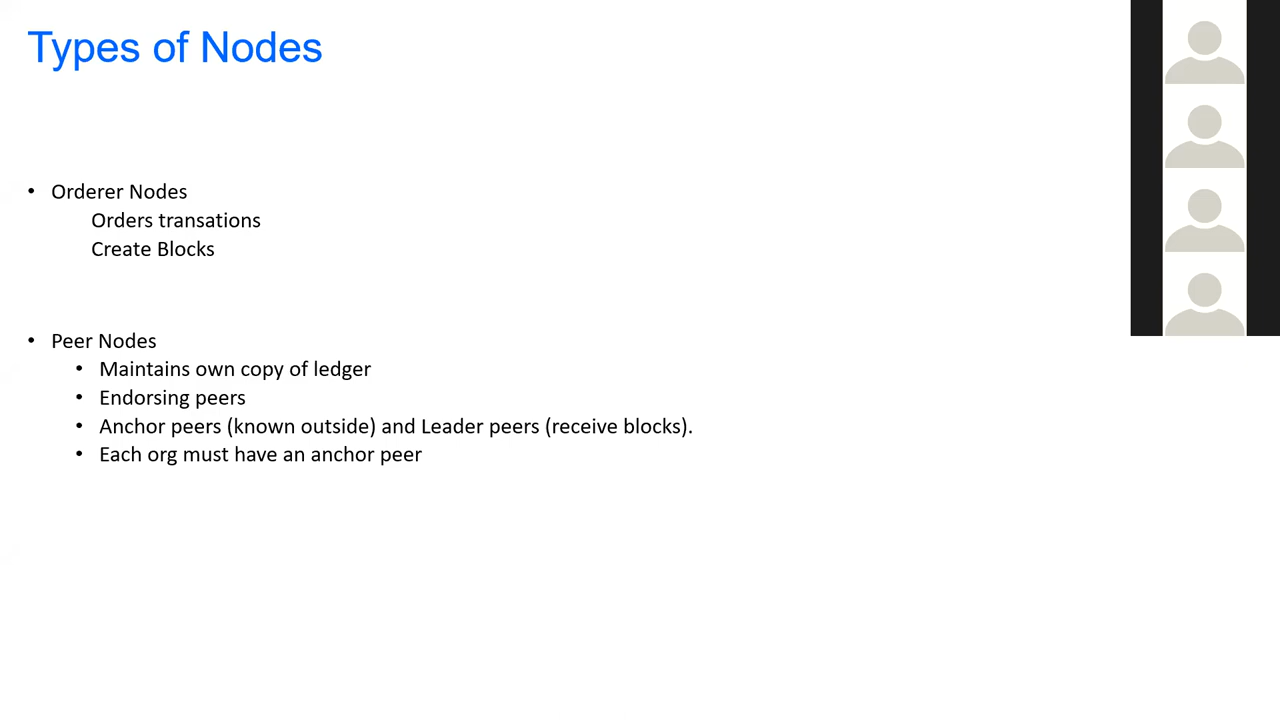 Types of Nodes
• Orderer Nodes
Orders transations
Create Blocks
• Peer Nodes
• Maintains own copy of ledger
• Endorsing peers
• Anchor peers (known outside) and Leader peers (receive blocks).
• Each org must have an anchor peer